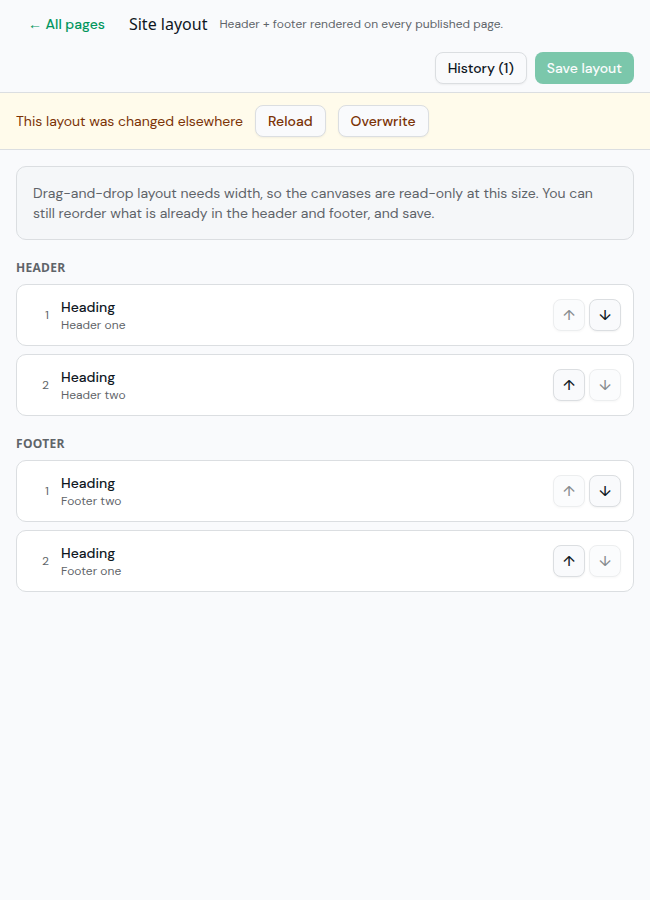 ← All pages Site layout Header + footer rendered on every published page.
History (1) Save layout
This layout was changed elsewhere Reload Overwrite
Drag-and-drop layout needs width, so the canvases are read-only at this size. You can
still reorder what is already in the header and footer, and save.
HEADER
1 Heading
Header one
↑ ↓
2 Heading
Header two
↑ ↓
FOOTER
1 Heading
Footer two
↑ ↓
2 Heading
Footer one
↑ ↓